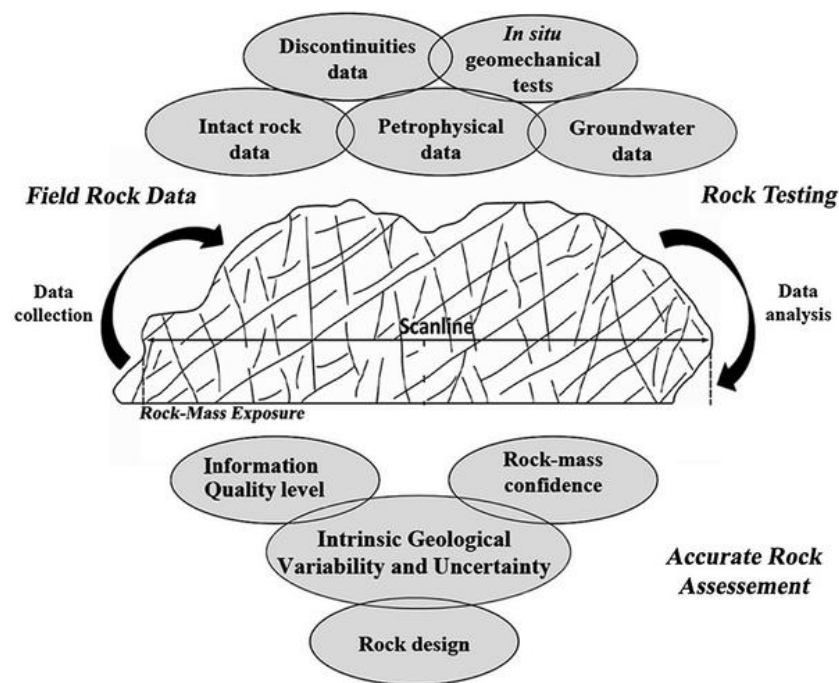 Discontinuities
data
In situ
geomechanical
tests
Intact rock
data
Petrophysical
data
Groundwater
data
Field Rock Data
Rock Testing
Data
collection
Data
analysis
Scanline
Rock-Mass Exposure
Information
Quality level
Rock-mass
confidence
Intrinsic Geological
Variability and Uncertainty
Accurate Rock
Assessement
Rock design